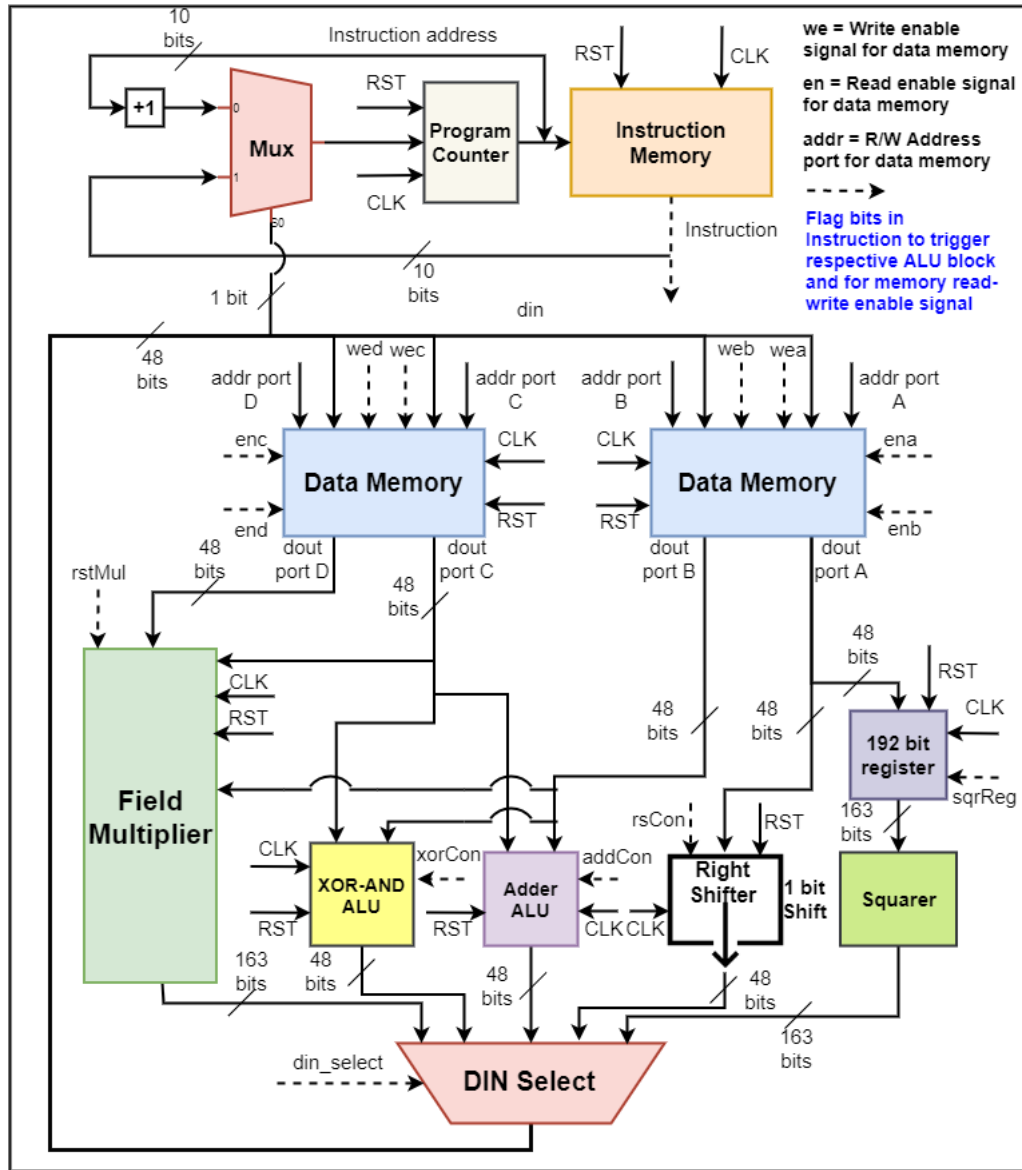 10
bits
Instruction address
we = Write enable
signal for data memory
RST
CLK
en = Read enable signal
for data memory
RST
+1
0
Mux
Program
Counter
Instruction
Memory
addr = R/W Address
port for data memory
1
CLK
S0
Instruction
Flag bits in
Instruction to trigger
respective ALU block
and for memory read-
write enable signal
10
bits
1 bit
din
48
bits
wed
wec
web
wea
addr port
D
addr port
C
addr port
B
addr port
A
enc
Data Memory
CLK
CLK
Data Memory
ena
end
RST
RST
enb
dout
port D
dout
port C
dout
port B
dout
port A
48
bits
rstMul
48
bits
48
bits
RST
CLK
RST
48
bits
48
bits
CLK
192 bit
register
sqrReg
Field
Multiplier
163
bits
rsCon
RST
CLK
xorCon
addCon
XOR-AND
ALU
Adder
ALU
Right
Shifter
1 bit
Shift
Squarer
RST
RST
CLK
CLK
163
bits
48
bits
48
bits
48
bits
163
bits
din_select
DIN Select